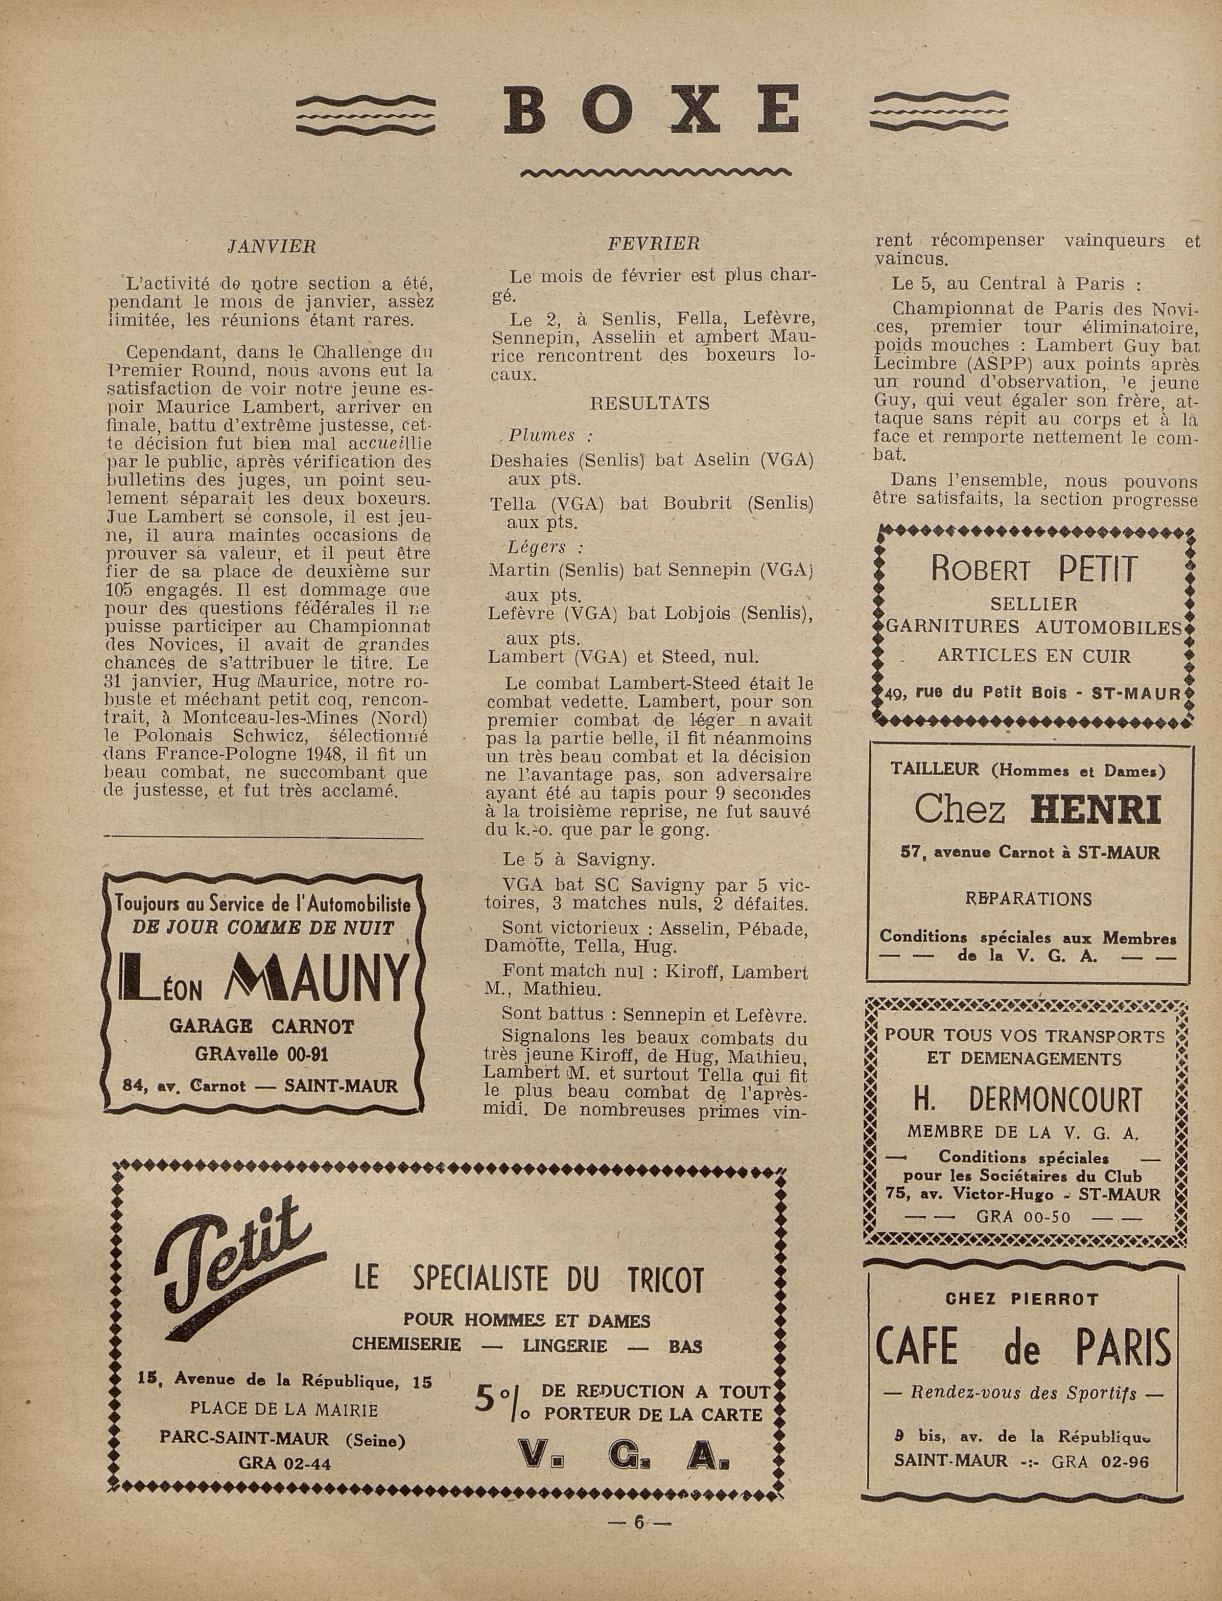 BOXE
JANVIER
L'activité de notre section a été,
pendant le mois de janvier, assez
limitée, les réunions étant rares.
Cependant, dans le Challenge du
Premier Round, nous avons eut la
satisfaction de voir notre jeune es-
poir Maurice Lambert, arriver en
finale, battu d'extrême justesse, cet-
te décision fut bien mal accueillie
par le public, après vérification des
bulletins des juges, un point seu-
lement séparait les deux boxeurs.
Jue Lambert se console, il est jeu-
ne, il aura maintes occasions de
prouver sa valeur, et il peut être
fier de sa place de deuxième sur
105 engagés. Il est dommage que
pour des questions fédérales il ne
puisse participer au Championnat
des Novices, il avait de grandes
chances de s'attribuer le titre. Le
31 janvier, Hug Maurice, notre ro-
buste et méchant petit coq, rencon-
trait, à Montceau-les-Mines (Nord)
le Polonais Schwicz, sélectionné
dans France-Pologne 1948, il fit un
beau combat, ne succombant que
de justesse, et fut très acclamé.
Toujours au Service de l'Automobiliste
DE JOUR COMME DE NUIT
LÉON MAUNY
GARAGE CARNOT
GRAvelle 00-91
84, av. Carnot — SAINT-MAUR
FEVRIER
Le mois de février est plus char-
gé.
Le 2, à Senlis, Fella, Lefèvre,
Sennepin, Asselin et ambert Mau-
rice rencontrent des boxeurs lo-
caux.
RESULTATS
Plumes :
Deshaies (Senlis) bat Aselin (VGA)
aux pts.
Tella (VGA) bat Boubrit (Senlis)
aux pts.
Légers :
Martin (Senlis) bat Sennepin (VGA)
aux pts.
Lefèvre (VGA) bat Lobjois (Senlis),
aux pts.
Lambert (VGA) et Steed, nul.
Le combat Lambert-Steed était le
combat vedette. Lambert, pour son
premier combat de léger n avait
pas la partie belle, il fit néanmoins
un très beau combat et la décision
ne l'avantage pas, son adversaire
ayant été au tapis pour 9 secondes
à la troisième reprise, ne fut sauvé
du k.-o. que par le gong.
Le 5 à Savigny.
VGA bat SC Savigny par 5 vic-
toires, 3 matches nuls, 2 défaites.
Sont victorieux : Asselin, Pébade,
Damotte, Tella, Hug.
Font match nul : Kiroff, Lambert
M., Mathieu.
Sont battus : Sennepin et Lefèvre.
Signalons les beaux combats du
très jeune Kiroff, de Hug, Mathieu,
Lambert M. et surtout Tella qui fit
le plus beau combat de l'après-
midi. De nombreuses primes vin-
rent récompenser vainqueurs et
vaincus.
Le 5, au Central à Paris :
Championnat de Paris des Novi-
ces, premier tour éliminatoire,
poids mouches : Lambert Guy bat
Lecimbre (ASPP) aux points après
un round d'observation, 'e jeune
Guy, qui veut égaler son frère, at-
taque sans répit au corps et à la
face et remporte nettement le com-
bat.
Dans l'ensemble, nous pouvons
être satisfaits, la section progresse
ROBERT PETIT
SELLIER
GARNITURES AUTOMOBILES
ARTICLES EN CUIR
49, rue du Petit Bois - ST-MAUR
TAILLEUR (Hommes et Dames)
Chez HENRI
57, avenue Carnot à ST-MAUR
REPARATIONS
Conditions spéciales aux Membres
— — de la V. G. A. — —
POUR TOUS VOS TRANSPORTS
ET DEMENAGEMENTS
H. DERMONCOURT
MEMBRE DE LA V. G. A.
— Conditions spéciales —
pour les Sociétaires du Club
75, av. Victor-Hugo - ST-MAUR
— — GRA 00-50 — —
CHEZ PIERROT
CAFE de PARIS
— Rendez-vous des Sportifs —
9 bis, av. de la République
SAINT-MAUR -:- GRA 02-96
Petit
LE SPECIALISTE DU TRICOT
POUR HOMMES ET DAMES
CHEMISERIE — LINGERIE — BAS
15, Avenue de la République, 15
PLACE DE LA MAIRIE
PARC-SAINT-MAUR (Seine)
GRA 02-44
5% DE REDUCTION A TOUT
PORTEUR DE LA CARTE
V. G. A.
— 6 —